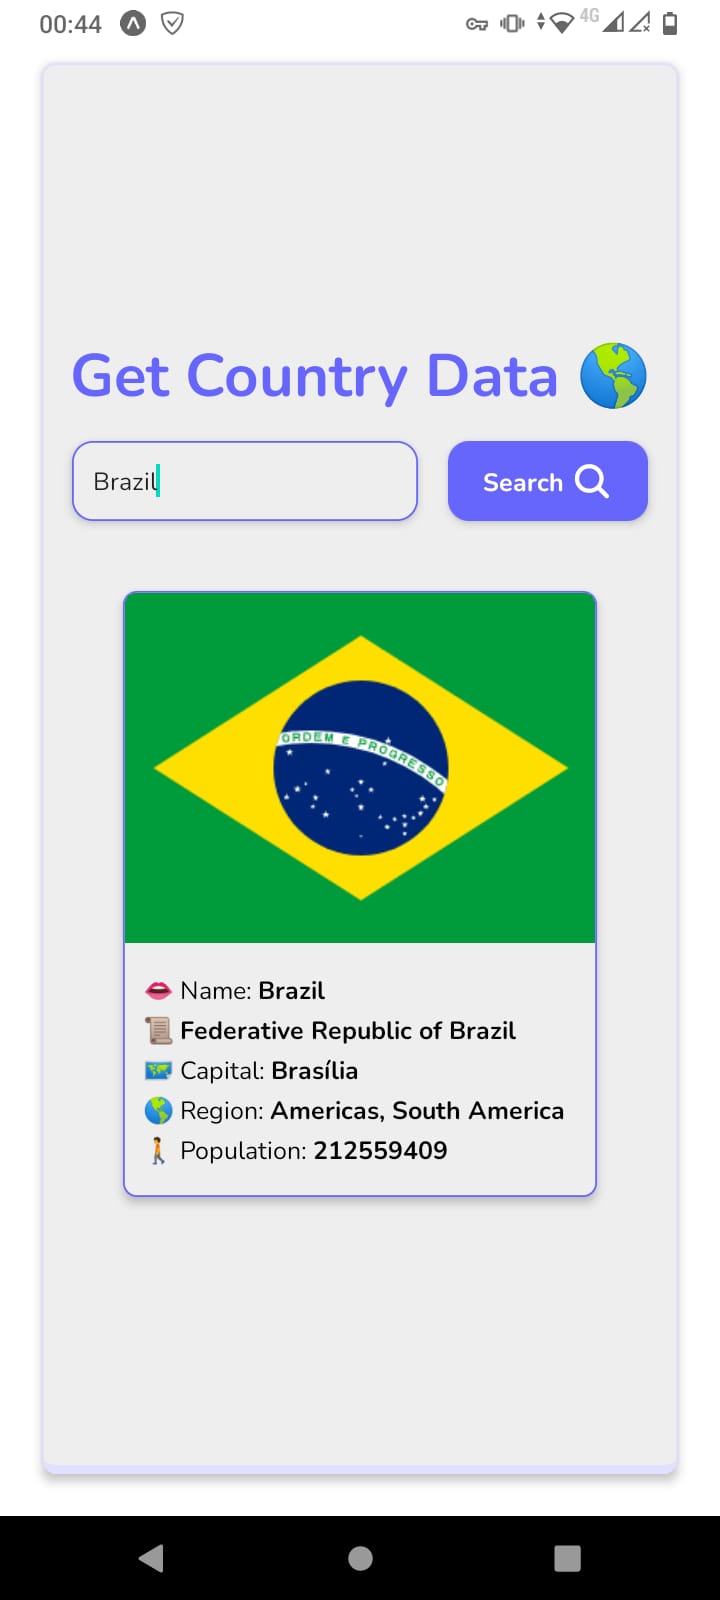 00:44
4G
Get Country Data
Brazil
Search
ORDEM E PROGRESSO
Name: Brazil
Federative Republic of Brazil
Capital: Brasília
Region: Americas, South America
Population: 212559409